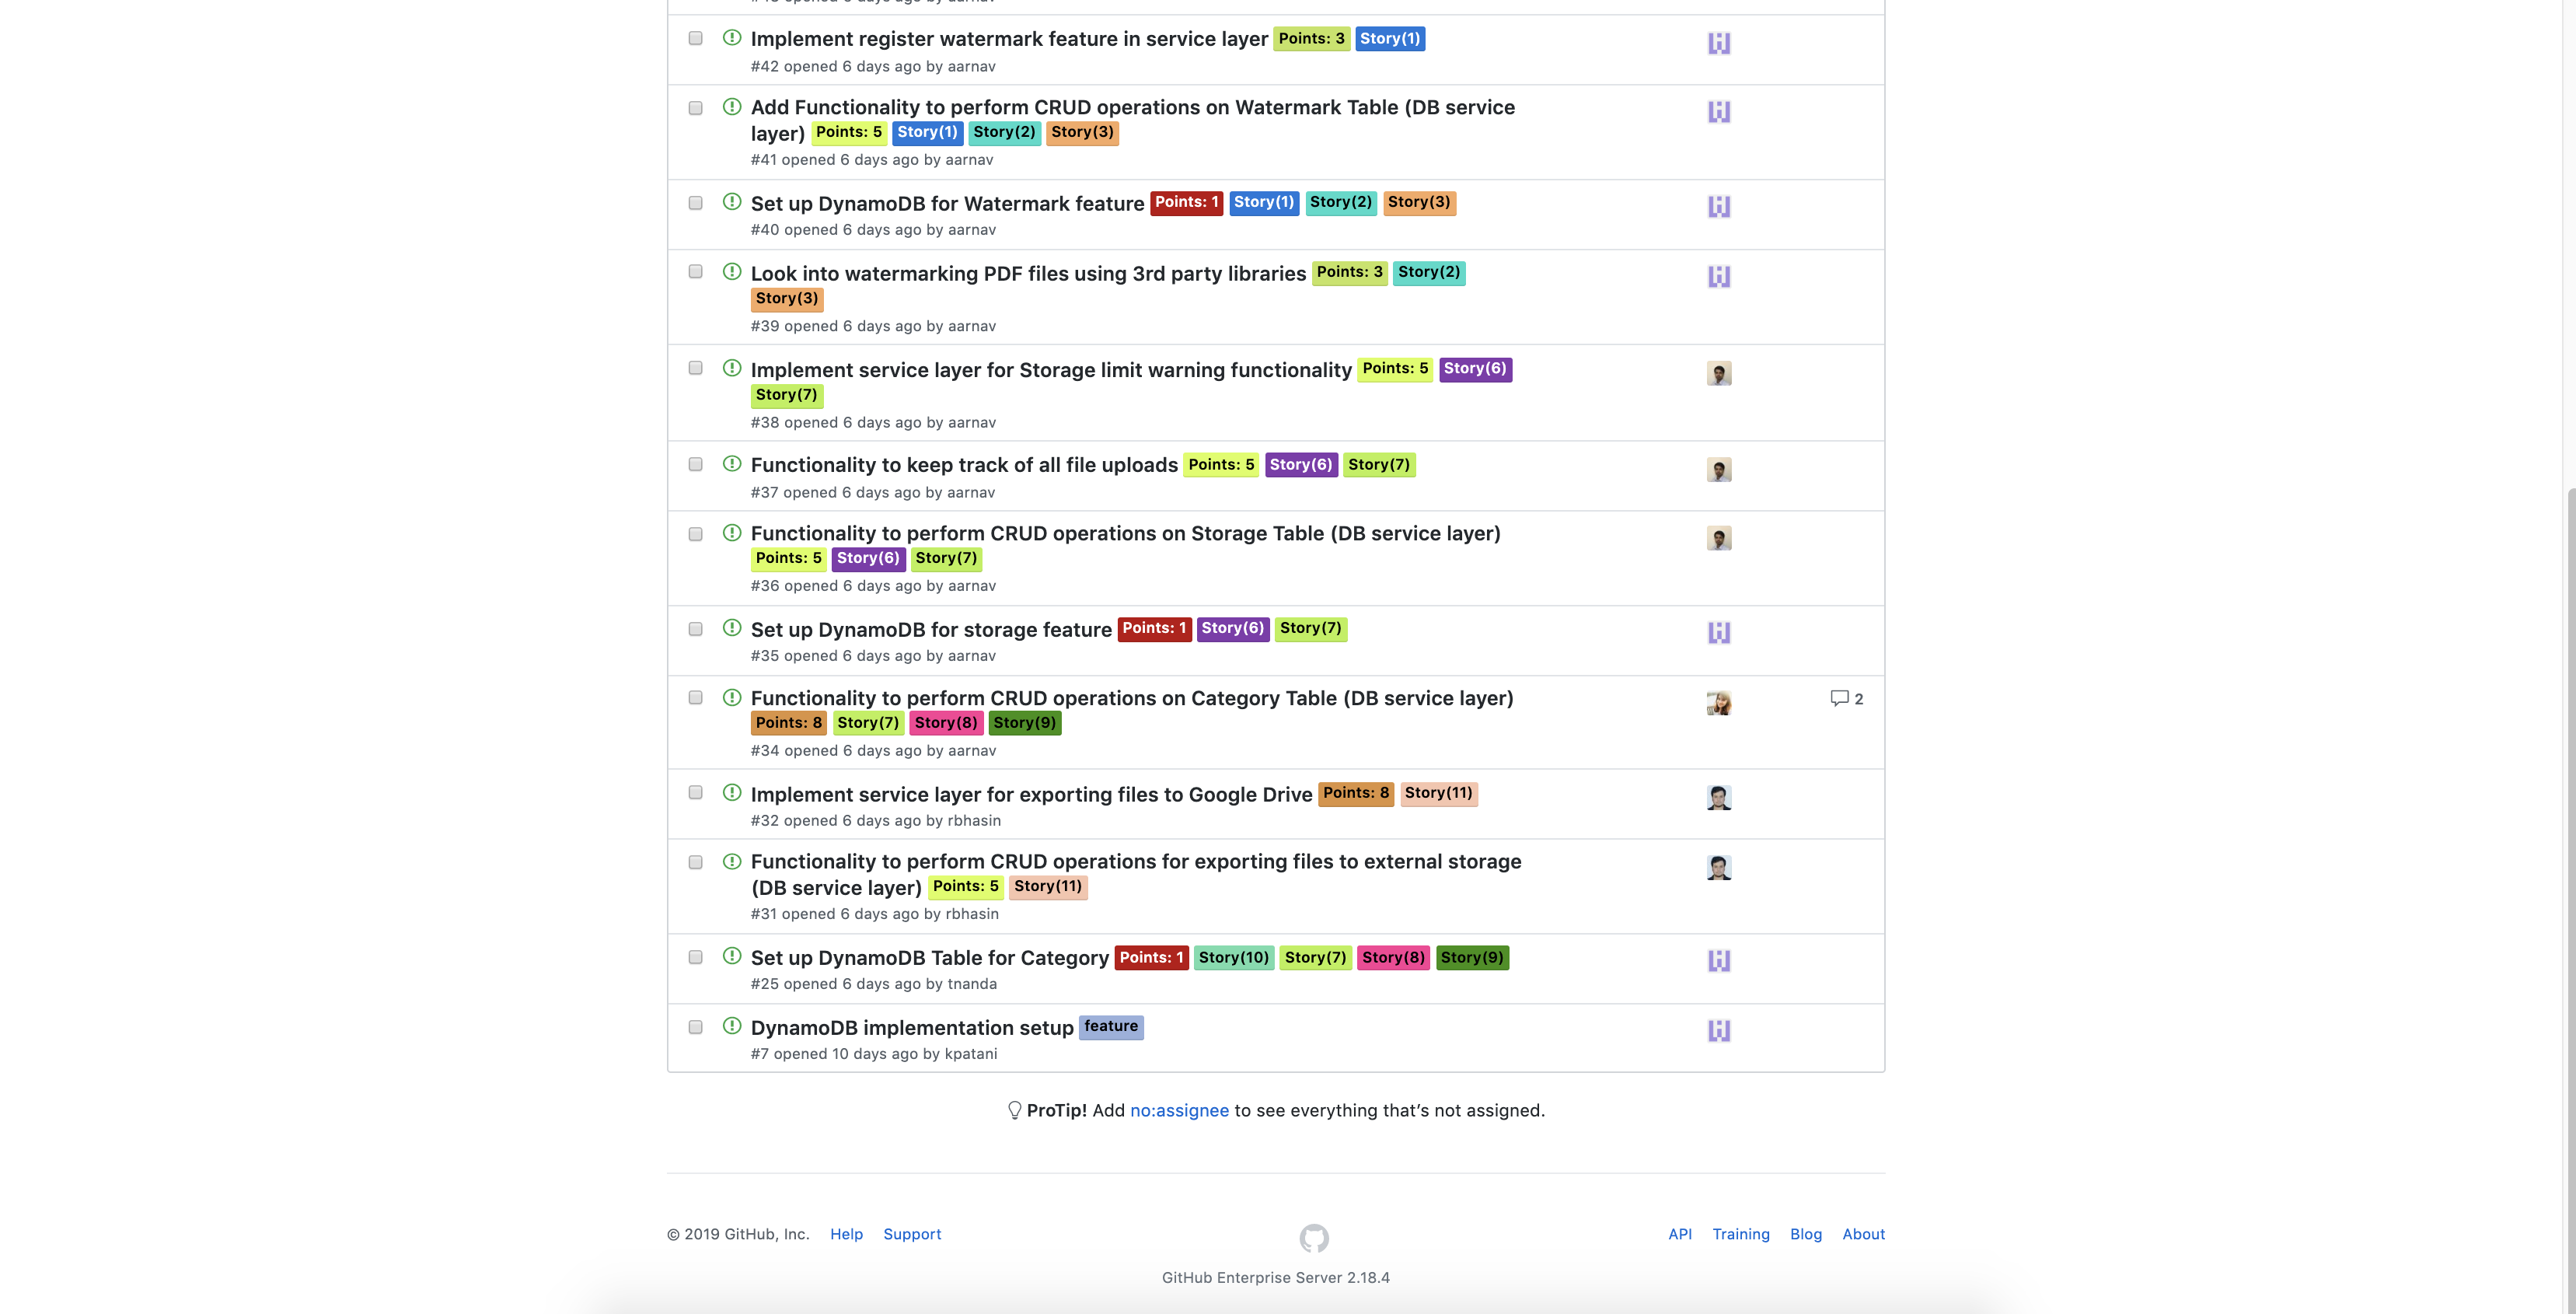 Implement register watermark feature in service layer Points: 3 Story(1)
#42 opened 6 days ago by aarnav
Add Functionality to perform CRUD operations on Watermark Table (DB service
layer) Points: 5 Story(1) Story(2) Story(3)
#41 opened 6 days ago by aarnav
Set up DynamoDB for Watermark feature Points: 1 Story(1) Story(2) Story(3)
#40 opened 6 days ago by aarnav
Look into watermarking PDF files using 3rd party libraries Points: 3 Story(2)
Story(3)
#39 opened 6 days ago by aarnav
Implement service layer for Storage limit warning functionality Points: 5 Story(6)
Story(7)
#38 opened 6 days ago by aarnav
Functionality to keep track of all file uploads Points: 5 Story(6) Story(7)
#37 opened 6 days ago by aarnav
Functionality to perform CRUD operations on Storage Table (DB service layer)
Points: 5 Story(6) Story(7)
#36 opened 6 days ago by aarnav
Set up DynamoDB for storage feature Points: 1 Story(6) Story(7)
#35 opened 6 days ago by aarnav
Functionality to perform CRUD operations on Category Table (DB service layer) 2
Points: 8 Story(7) Story(8) Story(9)
#34 opened 6 days ago by aarnav
Implement service layer for exporting files to Google Drive Points: 8 Story(11)
#32 opened 6 days ago by rbhasin
Functionality to perform CRUD operations for exporting files to external storage
(DB service layer) Points: 5 Story(11)
#31 opened 6 days ago by rbhasin
Set up DynamoDB Table for Category Points: 1 Story(10) Story(7) Story(8) Story(9)
#25 opened 6 days ago by tnanda
DynamoDB implementation setup feature
#7 opened 10 days ago by kpatani
ProTip! Add no:assignee to see everything that's not assigned.
© 2019 GitHub, Inc. Help Support API Training Blog About
GitHub Enterprise Server 2.18.4